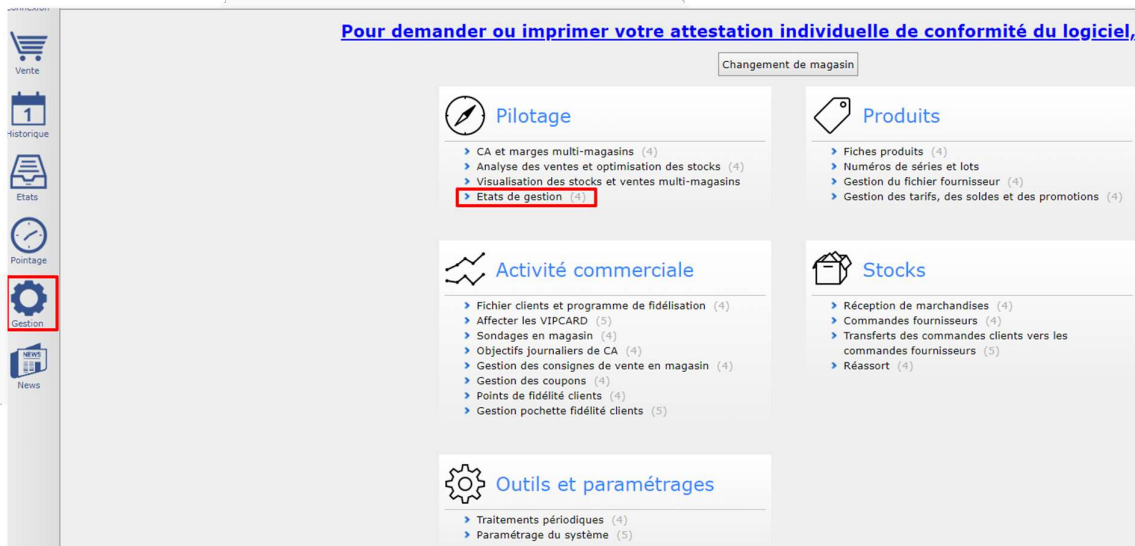 Connexion
Vente
1
Historique
Etats
Pointage
Gestion
NEWS
News
Pour demander ou imprimer votre attestation individuelle de conformité du logiciel,
Changement de magasin
Pilotage
CA et marges multi-magasins (4)
Analyse des ventes et optimisation des stocks (4)
Visualisation des stocks et ventes multi-magasins
Etats de gestion (4)
Produits
Fiches produits (4)
Numéros de séries et lots
Gestion du fichier fournisseur (4)
Gestion des tarifs, des soldes et des promotions (4)
Activité commerciale
Fichier clients et programme de fidélisation (4)
Affecter les VIPCARD (5)
Sondages en magasin (4)
Objectifs journaliers de CA (4)
Gestion des consignes de vente en magasin (4)
Gestion des coupons (4)
Points de fidélité clients (4)
Gestion pochette fidélité clients (5)
Stocks
Réception de marchandises (4)
Commandes fournisseurs (4)
Transferts des commandes clients vers les
commandes fournisseurs (5)
Réassort (4)
Outils et paramétrages
Traitements périodiques (4)
Paramétrage du système (5)